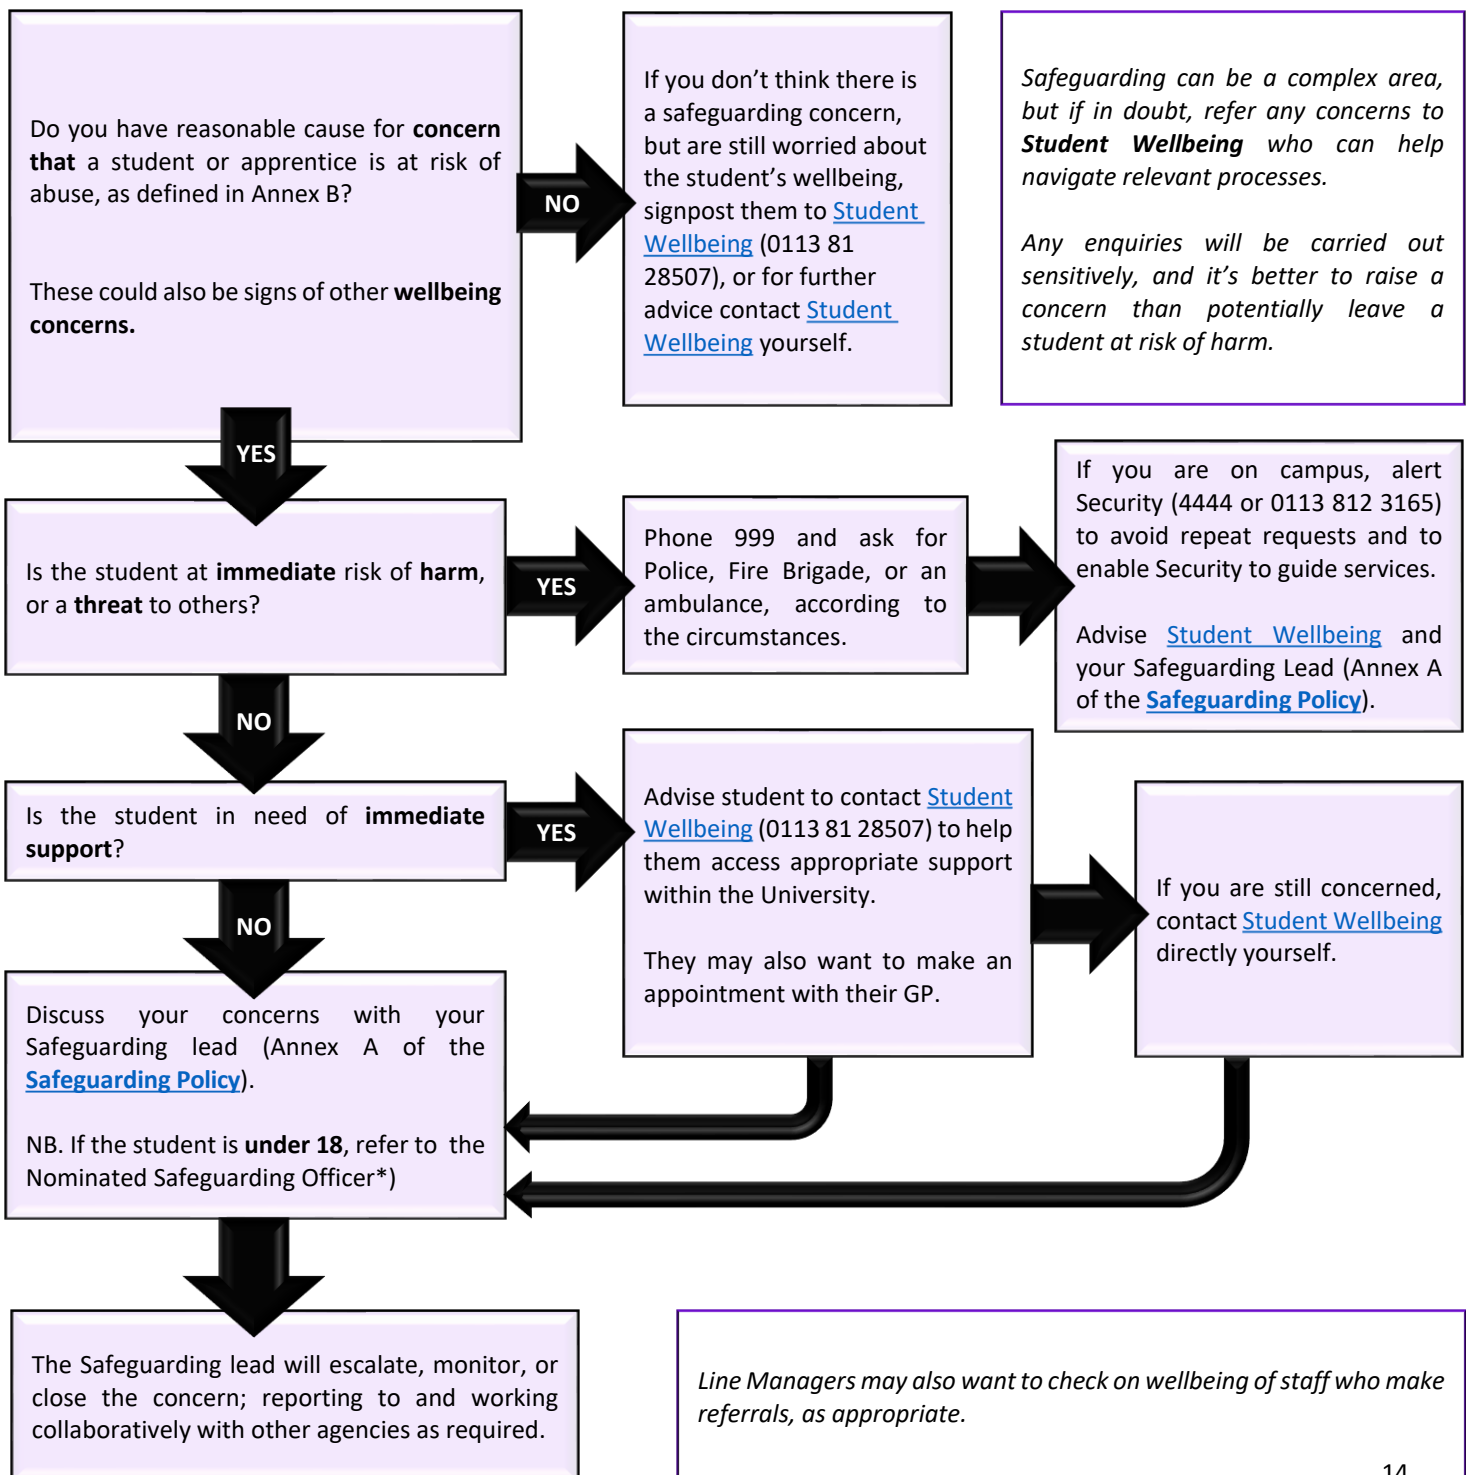 Do you have reasonable cause for concern
that a student or apprentice is at risk of
abuse, as defined in Annex B?
These could also be signs of other wellbeing
concerns.
NO
If you don’t think there is
a safeguarding concern,
but are still worried about
the student’s wellbeing,
signpost them to Student
Wellbeing (0113 81
28507), or for further
advice contact Student
Wellbeing yourself.
Safeguarding can be a complex area,
but if in doubt, refer any concerns to
Student Wellbeing who can help
navigate relevant processes.
Any enquiries will be carried out
sensitively, and it’s better to raise a
concern than potentially leave a
student at risk of harm.
YES
Is the student at immediate risk of harm,
or a threat to others?
YES
Phone 999 and ask for
Police, Fire Brigade, or an
ambulance, according to
the circumstances.
If you are on campus, alert
Security (4444 or 0113 812 3165)
to avoid repeat requests and to
enable Security to guide services.
Advise Student Wellbeing and
your Safeguarding Lead (Annex A
of the Safeguarding Policy).
NO
Is the student in need of immediate
support?
YES
Advise student to contact Student
Wellbeing (0113 81 28507) to help
them access appropriate support
within the University.
They may also want to make an
appointment with their GP.
If you are still concerned,
contact Student Wellbeing
directly yourself.
NO
Discuss your concerns with your
Safeguarding lead (Annex A of the
Safeguarding Policy).
NB. If the student is under 18, refer to the
Nominated Safeguarding Officer*)
The Safeguarding lead will escalate, monitor, or
close the concern; reporting to and working
collaboratively with other agencies as required.
Line Managers may also want to check on wellbeing of staff who make
referrals, as appropriate.
14